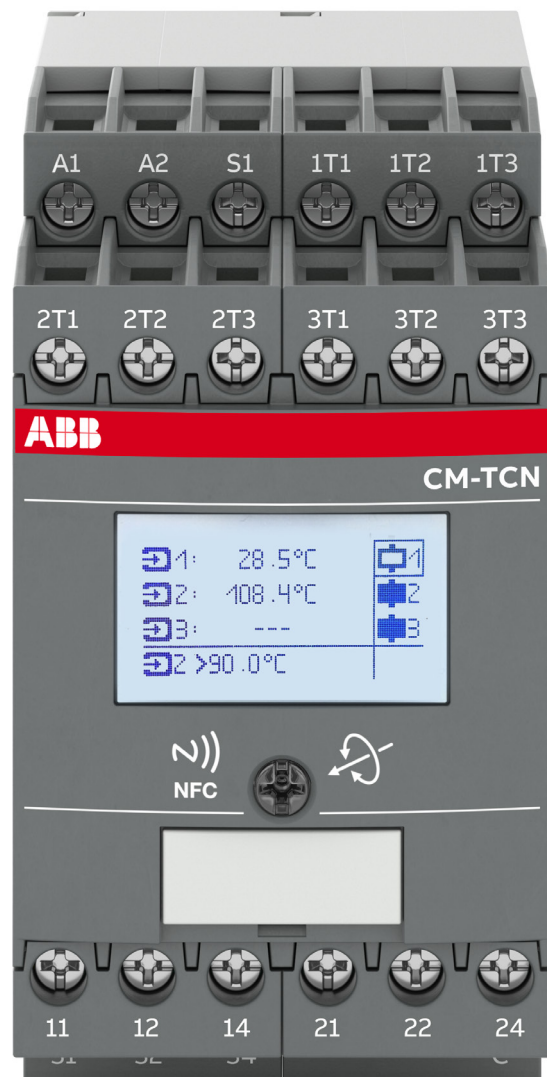 A1 A2 S1 1T1 1T2 1T3
2T1 2T2 2T3 3T1 3T2 3T3
ABB
CM-TCN
1: 28.5°C 1
2: 108.4°C 2
3: --- 3
2 >90.0°C
NFC
11 12 14 21 22 24